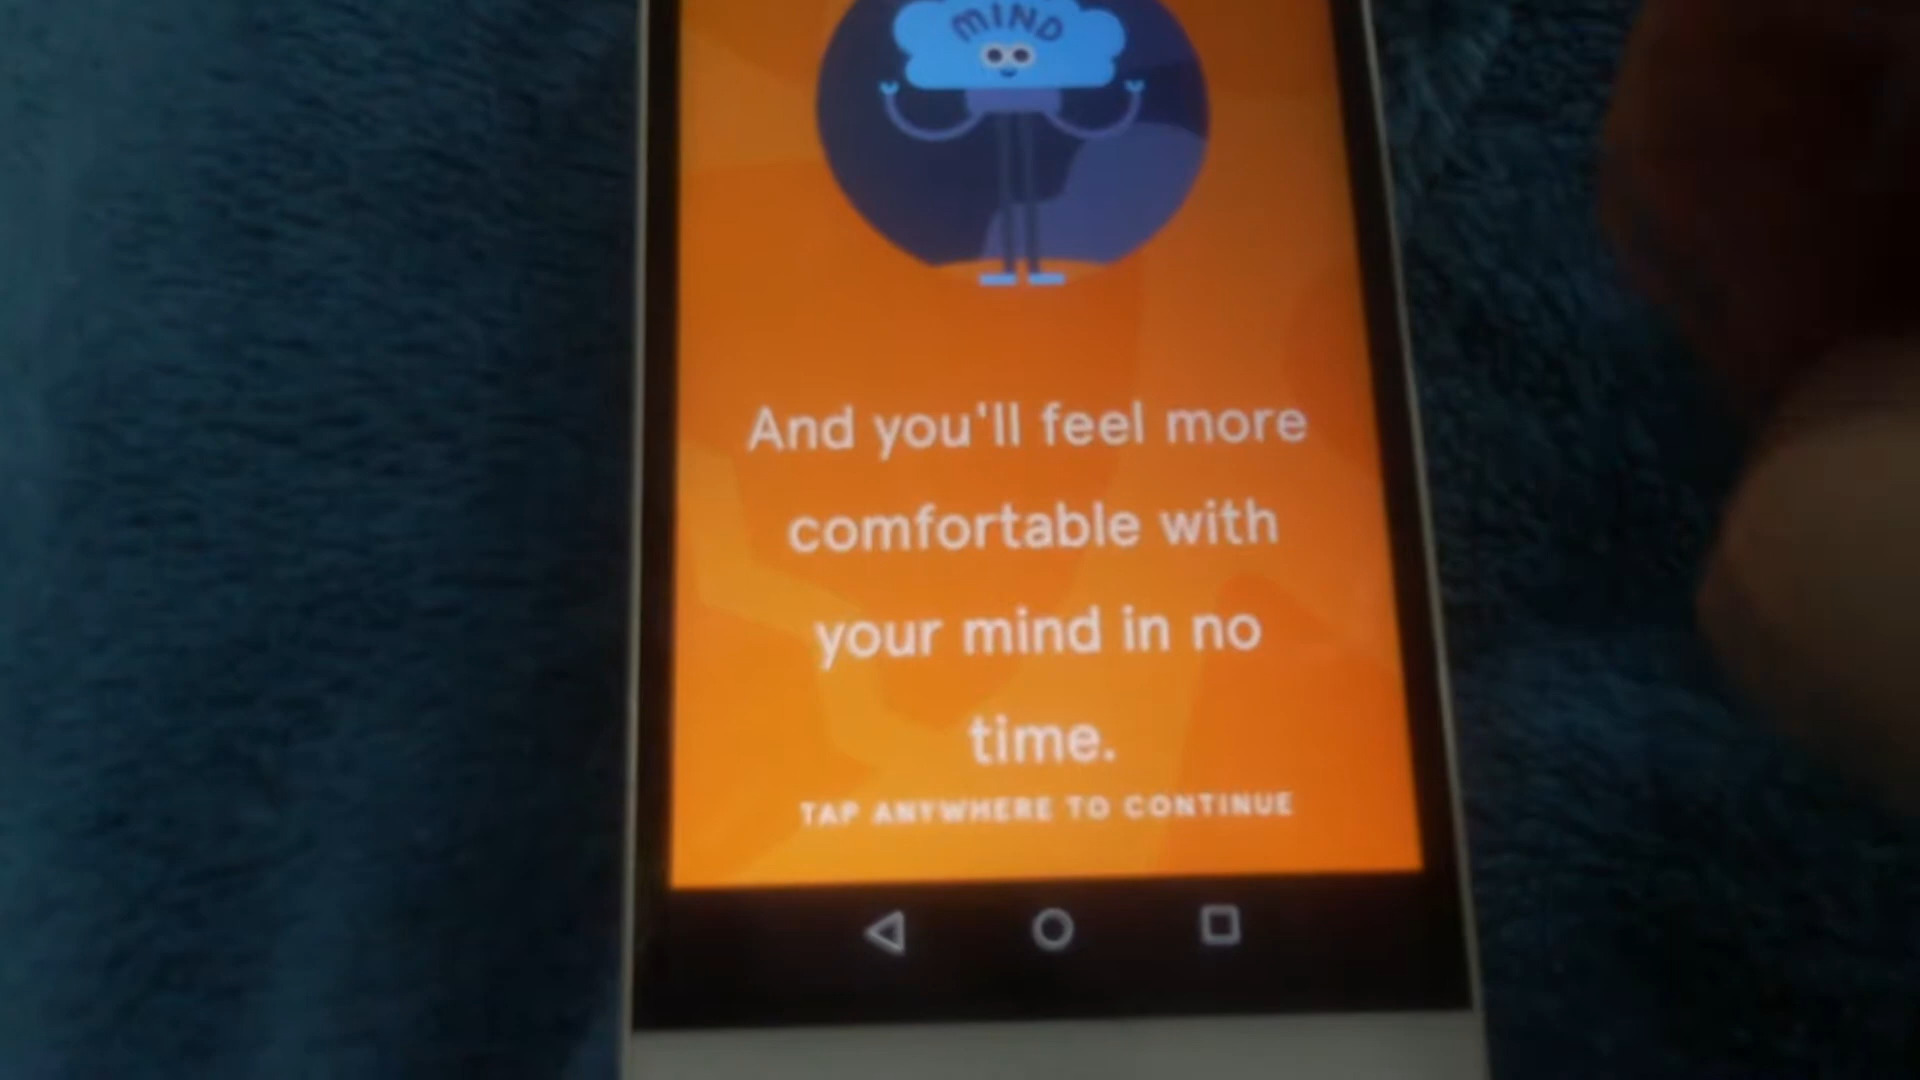 MIND
And you'll feel more
comfortable with
your mind in no
time.
TAP ANYWHERE TO CONTINUE